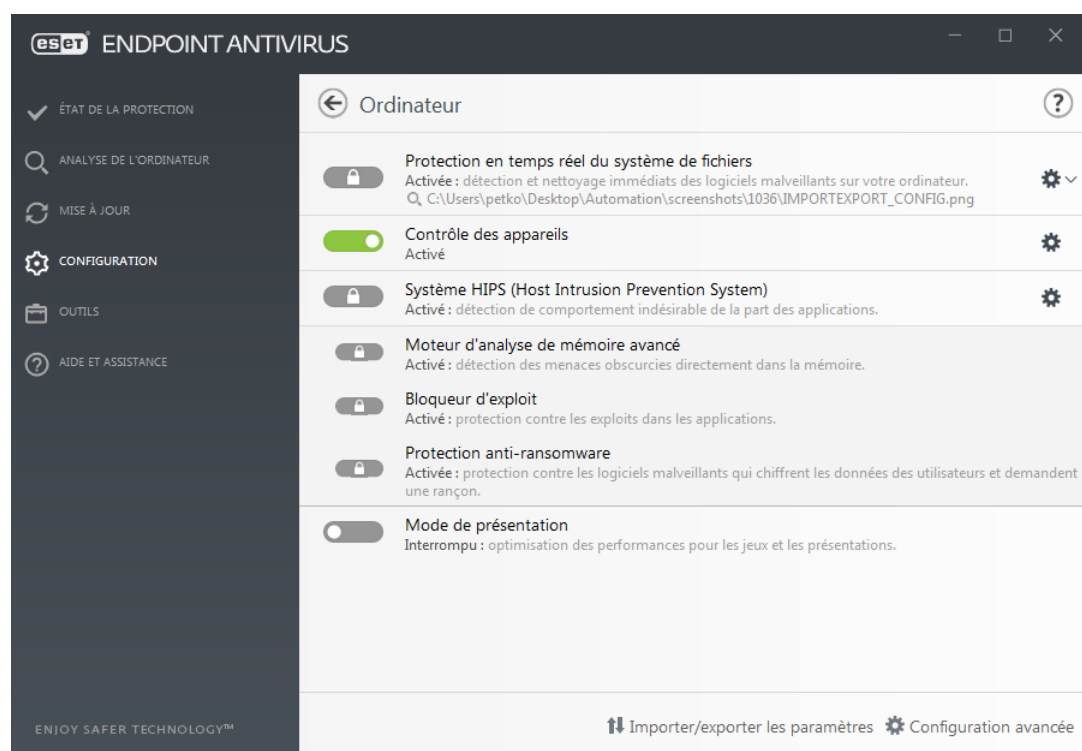 eset ENDPOINT ANTIVIRUS
ÉTAT DE LA PROTECTION
ANALYSE DE L'ORDINATEUR
MISE À JOUR
CONFIGURATION
OUTILS
AIDE ET ASSISTANCE
ENJOY SAFER TECHNOLOGY™
Ordinateur
?
Protection en temps réel du système de fichiers
Activée : détection et nettoyage immédiats des logiciels malveillants sur votre ordinateur.
C:\Users\petko\Desktop\Automation\screenshots\1036\IMPORTEXPORT_CONFIG.png
Contrôle des appareils
Activé
Système HIPS (Host Intrusion Prevention System)
Activé : détection de comportement indésirable de la part des applications.
Moteur d'analyse de mémoire avancé
Activé : détection des menaces obscurcies directement dans la mémoire.
Bloqueur d'exploit
Activé : protection contre les exploits dans les applications.
Protection anti-ransomware
Activée : protection contre les logiciels malveillants qui chiffrent les données des utilisateurs et demandent
une rançon.
Mode de présentation
Interrompu : optimisation des performances pour les jeux et les présentations.
Importer/exporter les paramètres Configuration avancée